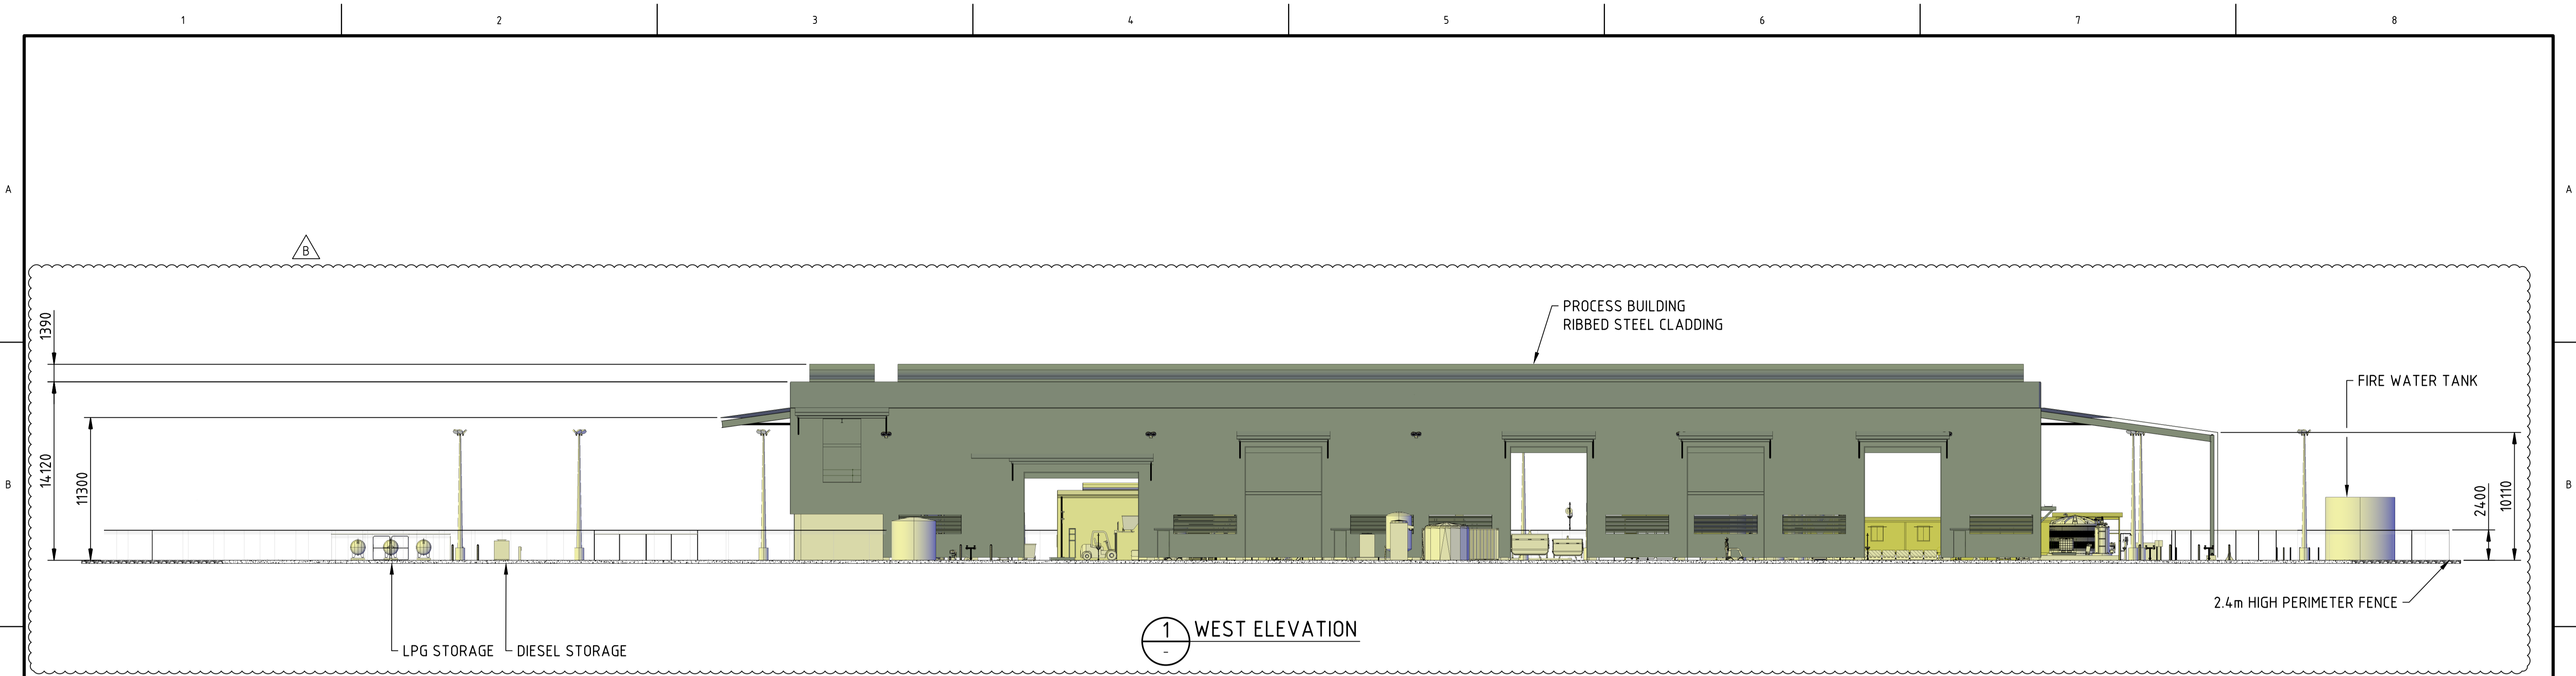 1 2 3 4 5 6 7 8
A
A
B
1390
PROCESS BUILDING
RIBBED STEEL CLADDING
FIRE WATER TANK
14120
11300
2400
10110
B
B
2.4m HIGH PERIMETER FENCE
1
-
WEST ELEVATION
LPG STORAGE
DIESEL STORAGE